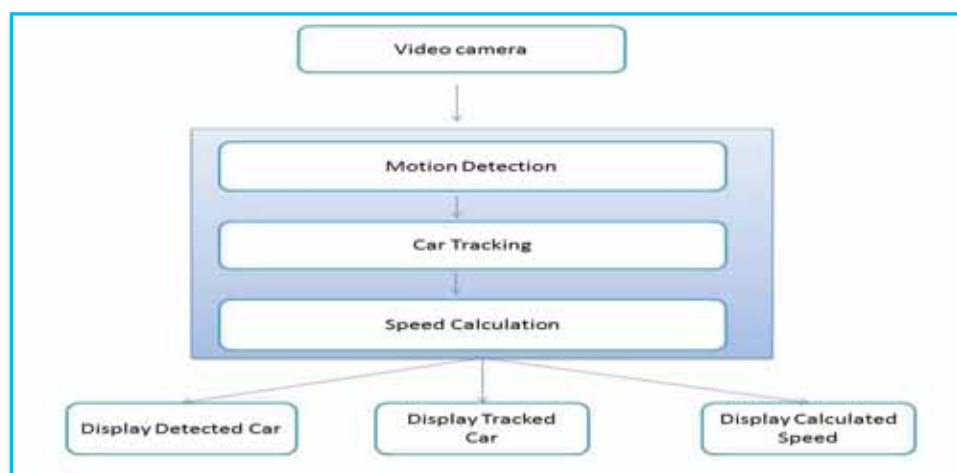 Video camera
Motion Detection
Car Tracking
Speed Calculation
Display Detected Car
Display Tracked
Car
Display Calculated
Speed